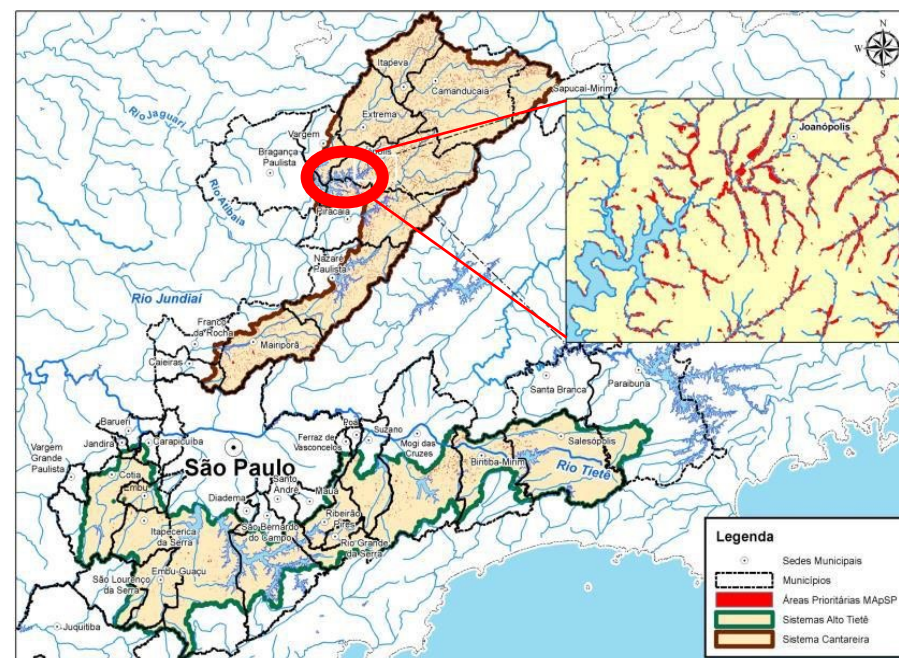 N
W
E
S
Itapeva
Camanducaia
Sapucaí-Mirim
Extrema
Rio Jaguari
Vargem
Bragança
Paulista
Joanópolis
Rio Atibaia
Piracaia
Nazaré
Paulista
Rio Jundiaí
Franco
da Rocha
Mairiporã
Caieiras
Santa Branca
Paraibuna
Barueri
Poá
Suzano
Jandira
Carapicuíba
Ferraz de
Vasconcelos
Mogi das
Cruzes
Salesópolis
Vargem
Grande
Paulista
São Paulo
Biritiba-Mirim
Rio Tietê
Cotia
Embu
Santo
André
Mauá
Diadema
Ribeirão
Pires
Itapecerica
da Serra
São Bernardo
do Campo
Rio Grande
da Serra
Embu-Guaçu
São Lourenço
da Serra
Juquitiba
Legenda
Sedes Municipais
Municípios
Áreas Prioritárias MApSP
Sistemas Alto Tietê
Sistema Cantareira